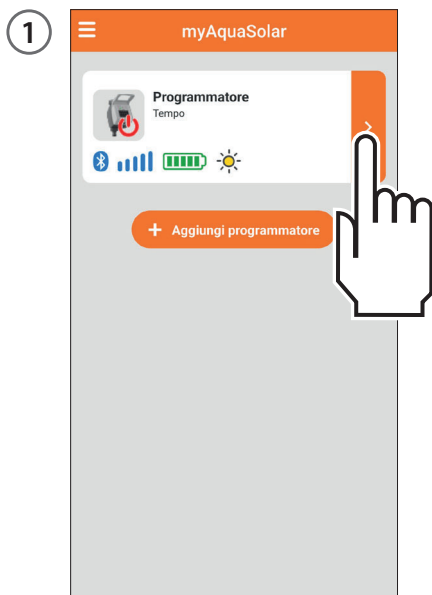 1
myAquaSolar
Programmatore
Tempo
+ Aggiungi programmatore